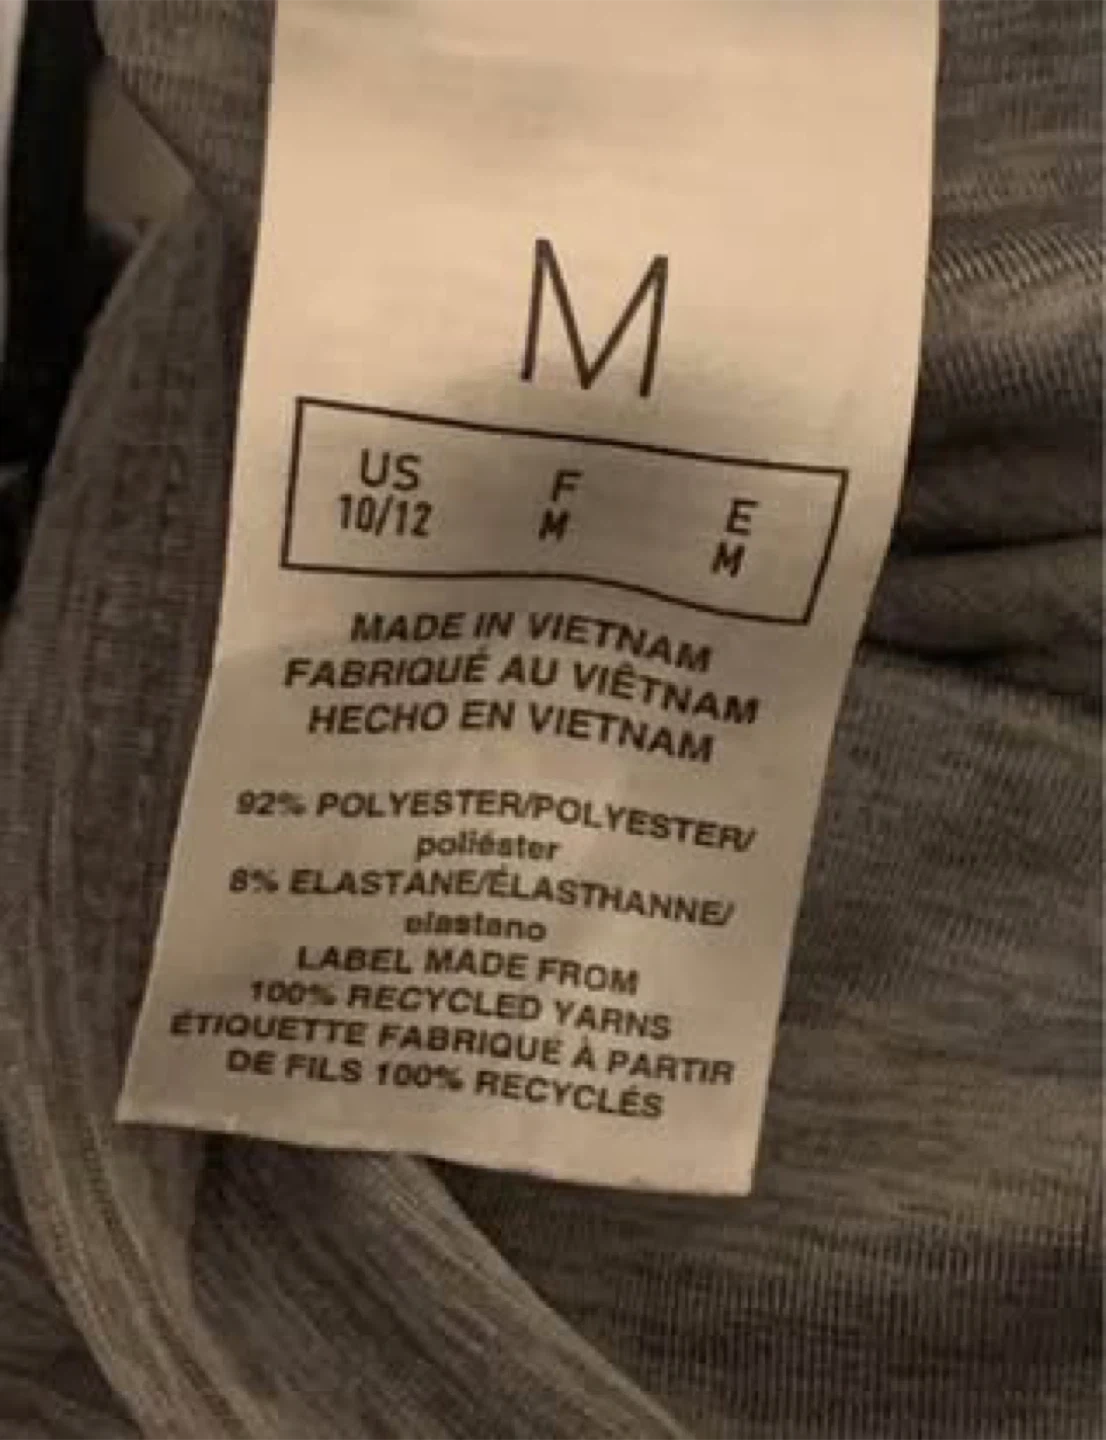 M
US F E
10/12 M M
MADE IN VIETNAM
FABRIQUÉ AU VIÊTNAM
HECHO EN VIETNAM
92% POLYESTER/POLYESTER/
poliéster
8% ELASTANE/ÉLASTHANNE/
elastano
LABEL MADE FROM
100% RECYCLED YARNS
ÉTIQUETTE FABRIQUÉ À PARTIR
DE FILS 100% RECYCLÉS